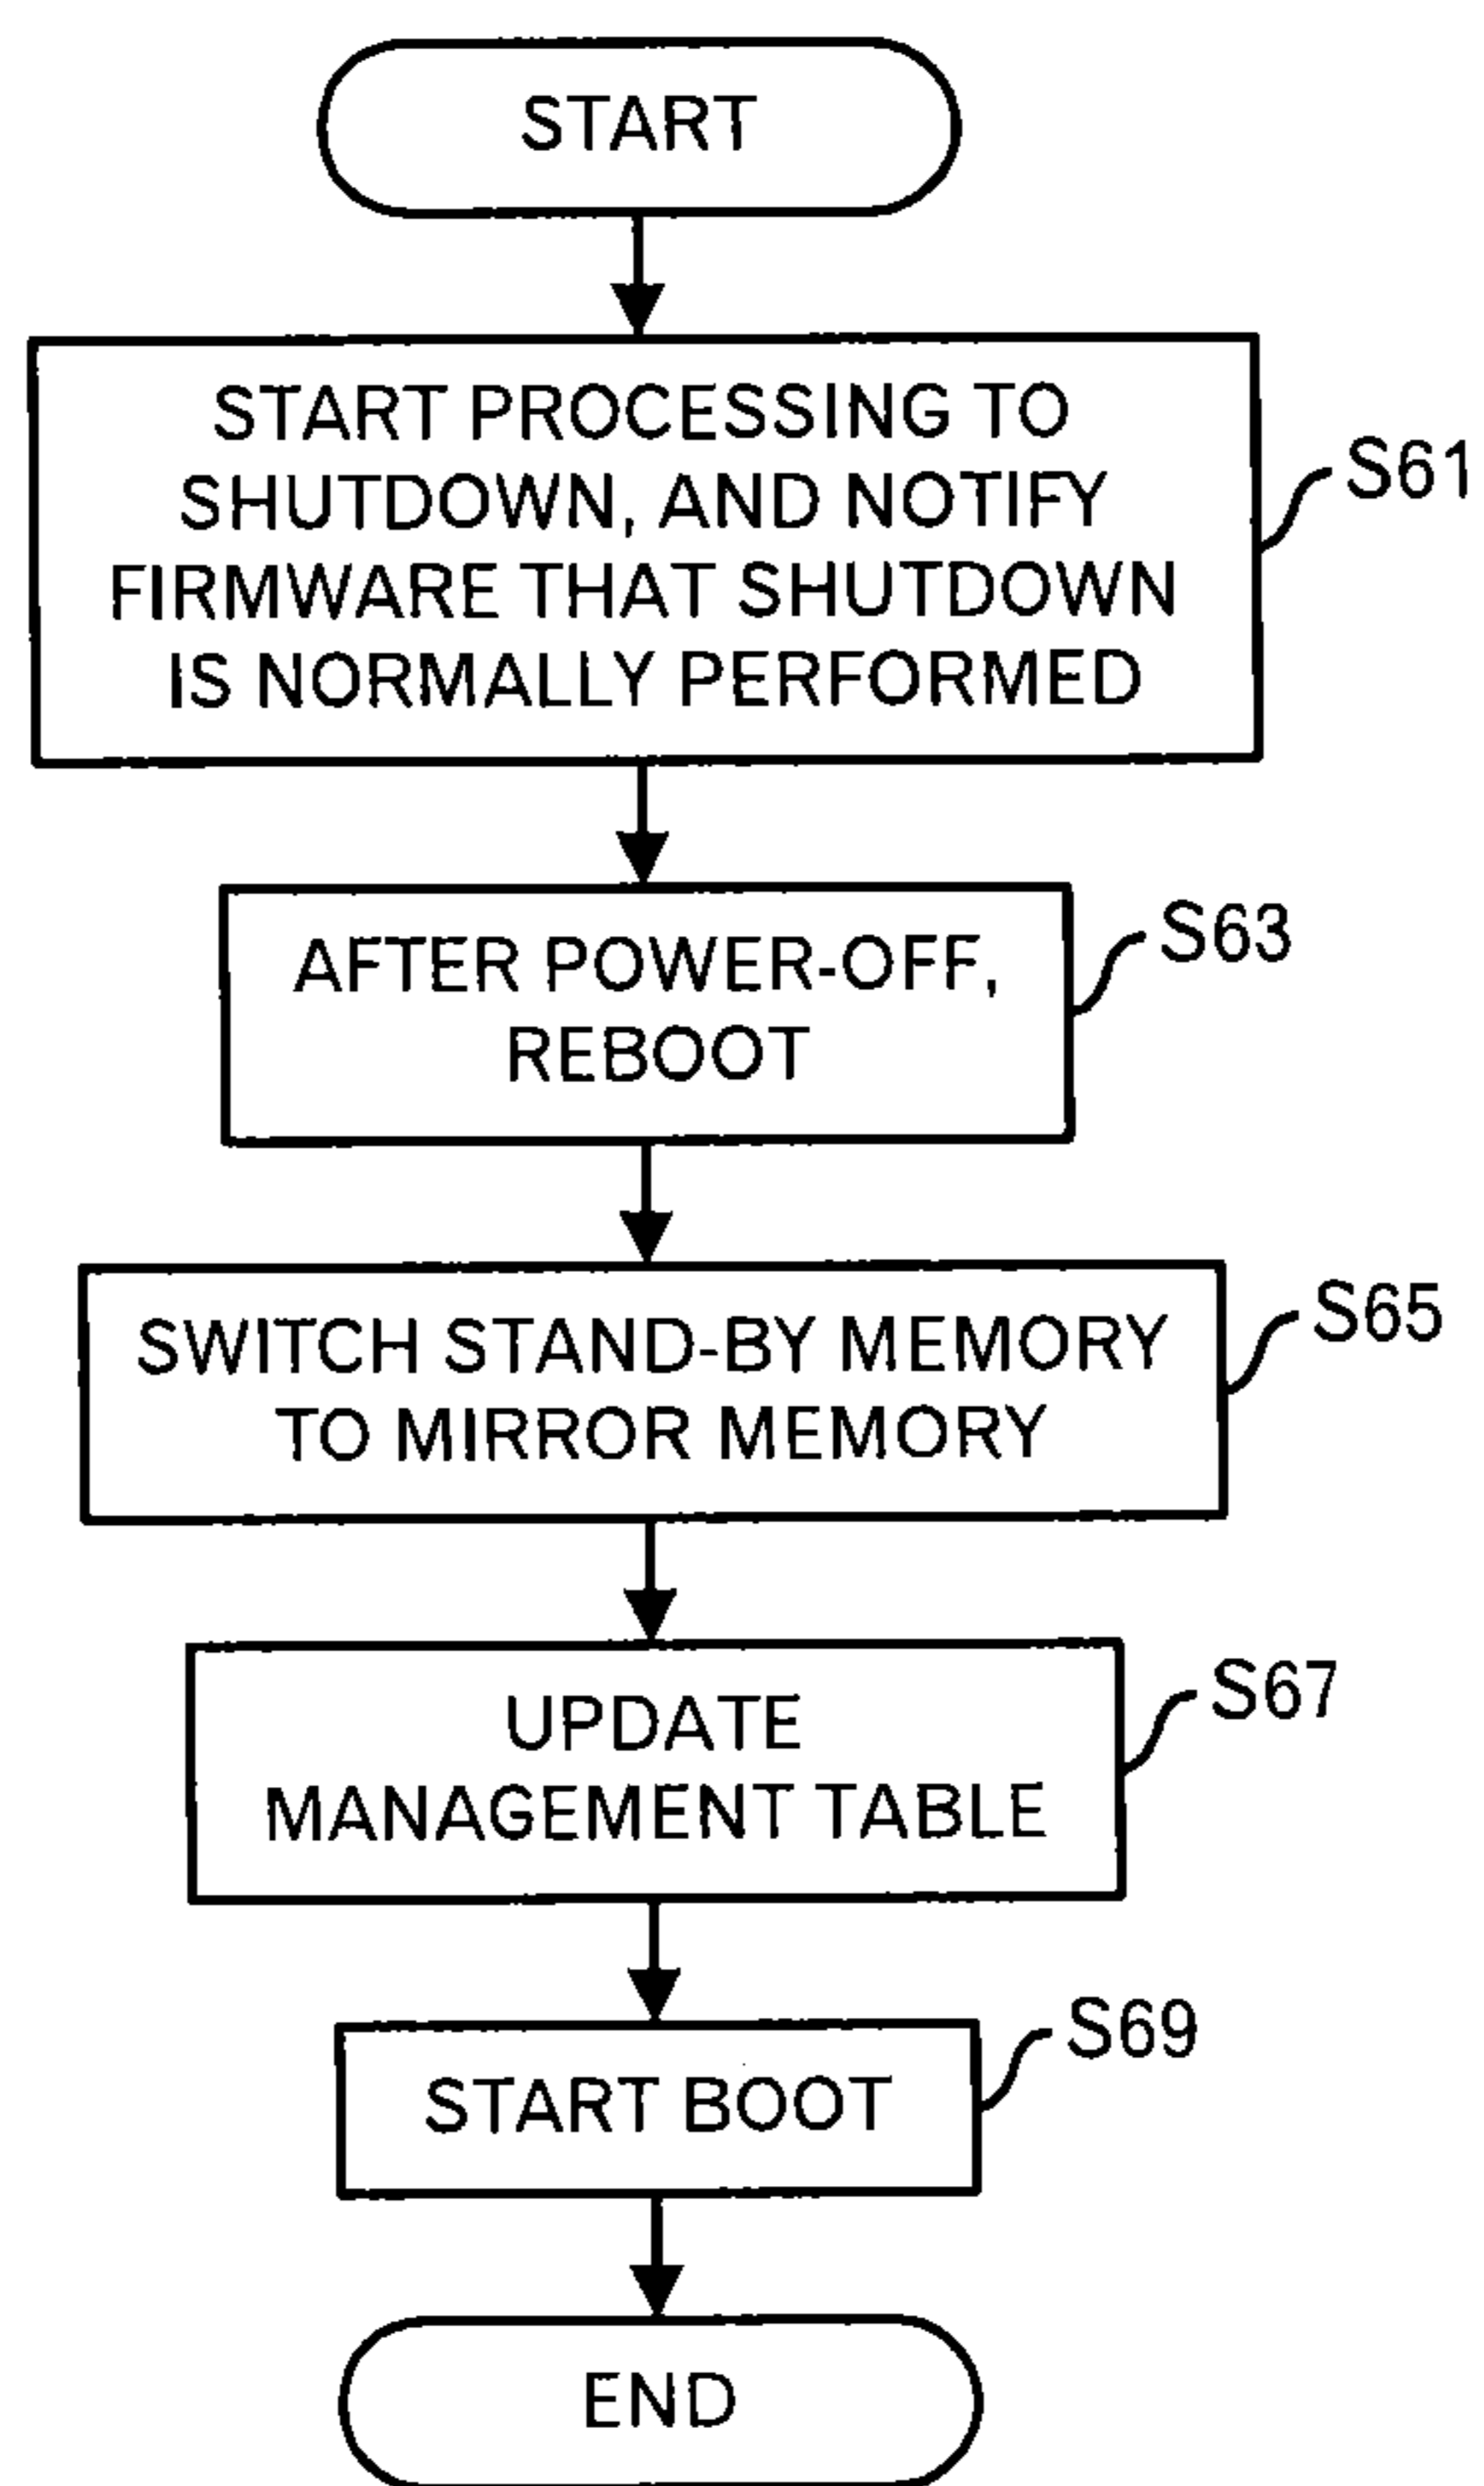 START
START PROCESSING TO
SHUTDOWN, AND NOTIFY
FIRMWARE THAT SHUTDOWN
IS NORMALLY PERFORMED
S61
AFTER POWER-OFF,
REBOOT
S63
SWITCH STAND-BY MEMORY
TO MIRROR MEMORY
S65
UPDATE
MANAGEMENT TABLE
S67
START BOOT
S69
END